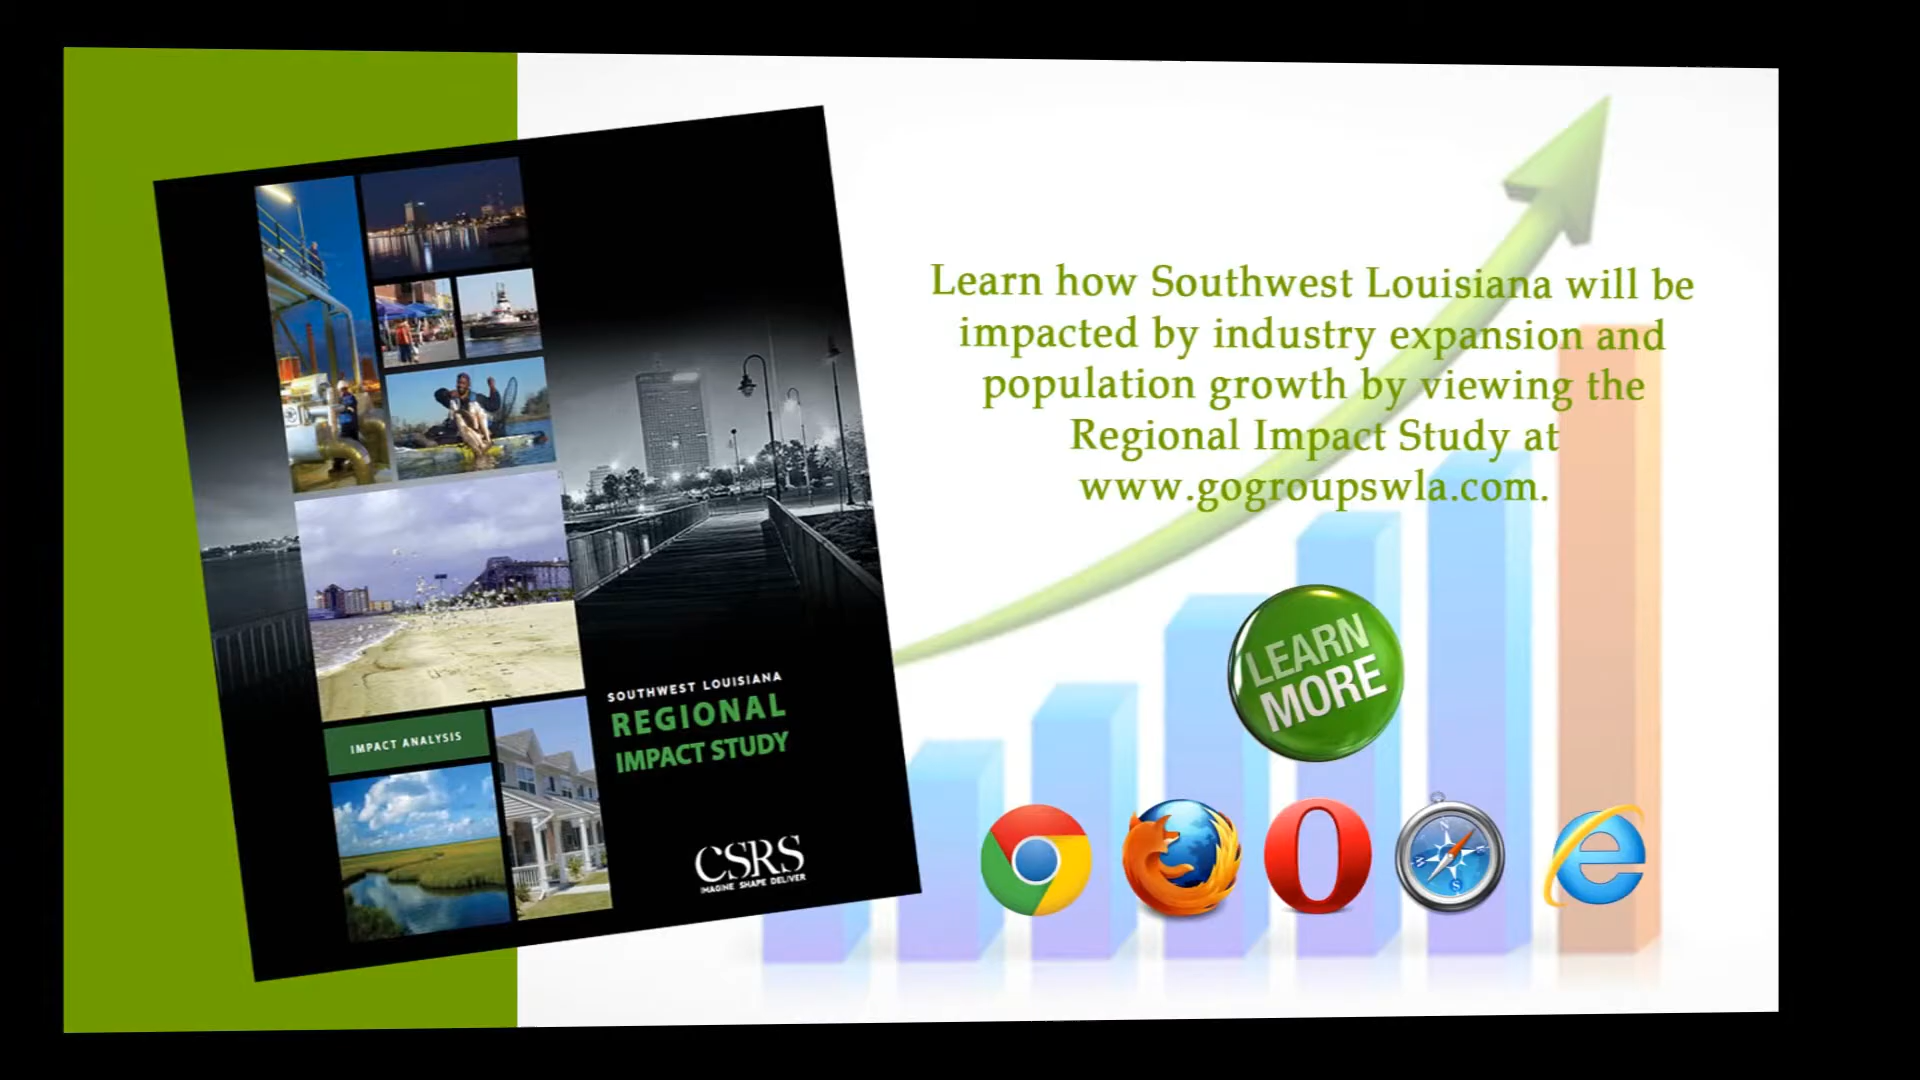 Learn how Southwest Louisiana will be
impacted by industry expansion and
population growth by viewing the
Regional Impact Study at
www.gogroupswla.com.
LEARN
MORE
SOUTHWEST LOUISIANA
REGIONAL
IMPACT STUDY
IMPACT ANALYSIS
CSRS
IMAGINE SHAPE DELIVER
N
W
S